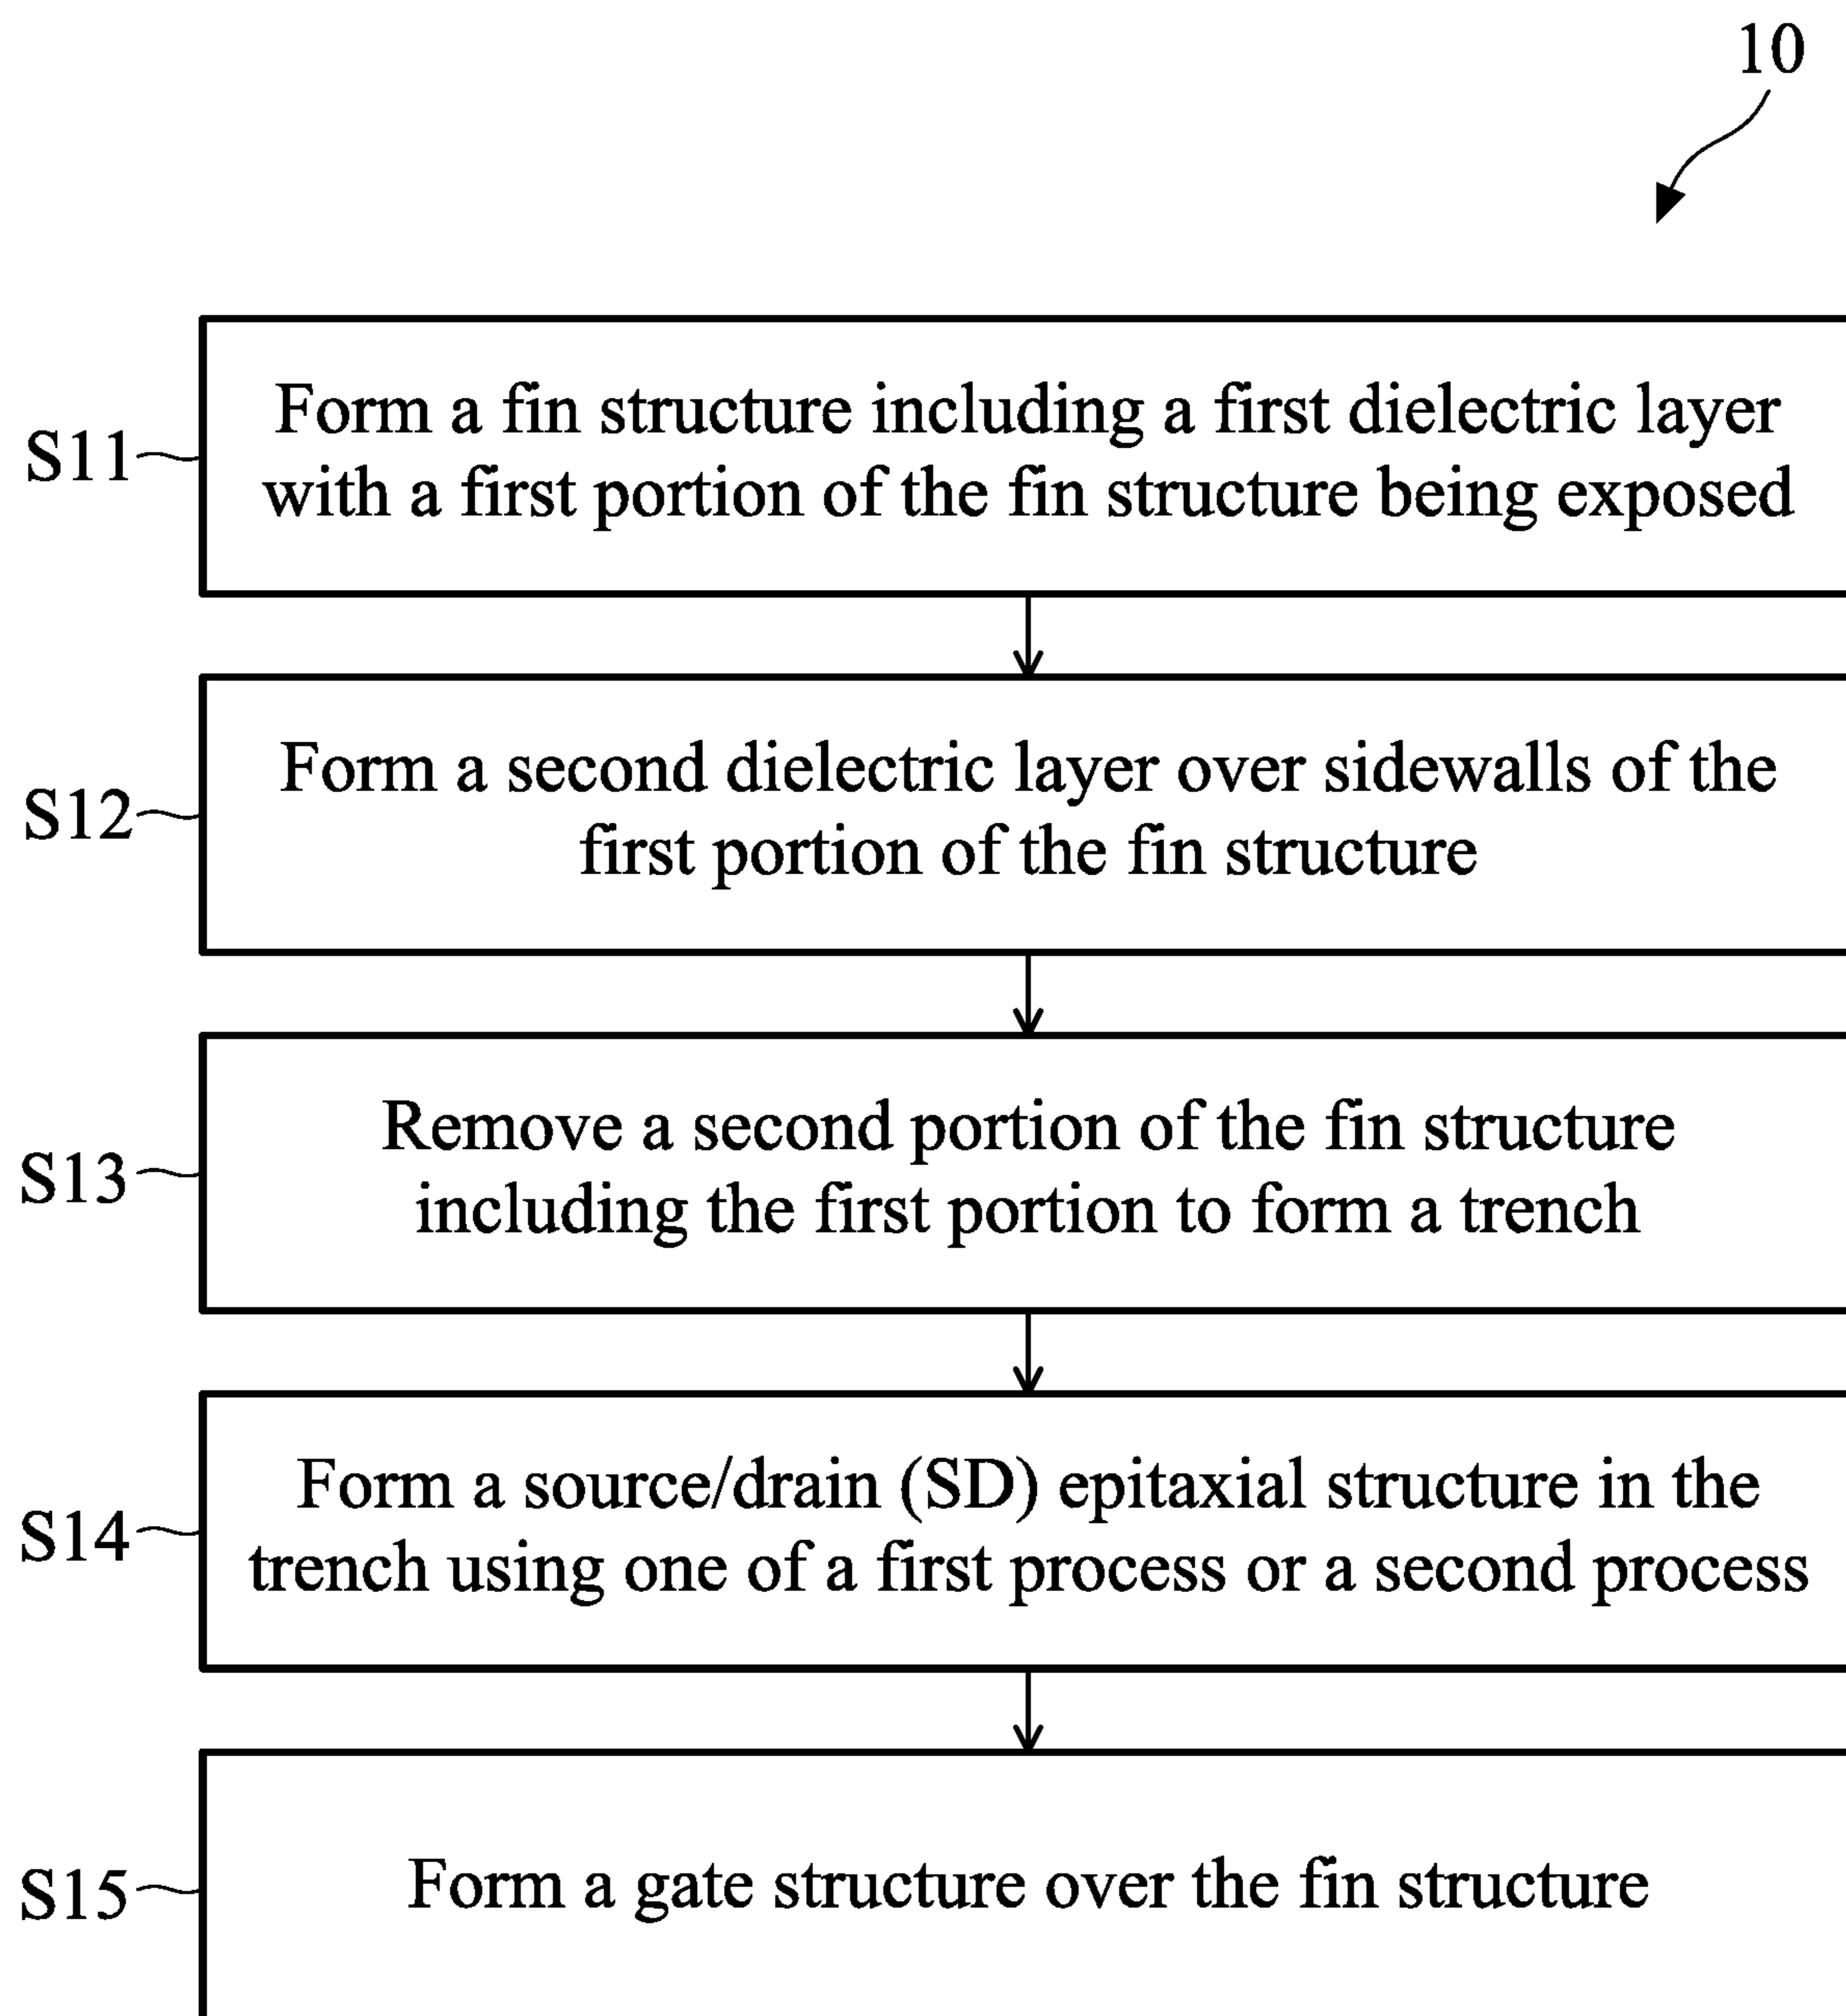 10
S11
Form a fin structure including a first dielectric layer
with a first portion of the fin structure being exposed
S12
Form a second dielectric layer over sidewalls of the
first portion of the fin structure
S13
Remove a second portion of the fin structure
including the first portion to form a trench
S14
Form a source/drain (SD) epitaxial structure in the
trench using one of a first process or a second process
S15
Form a gate structure over the fin structure